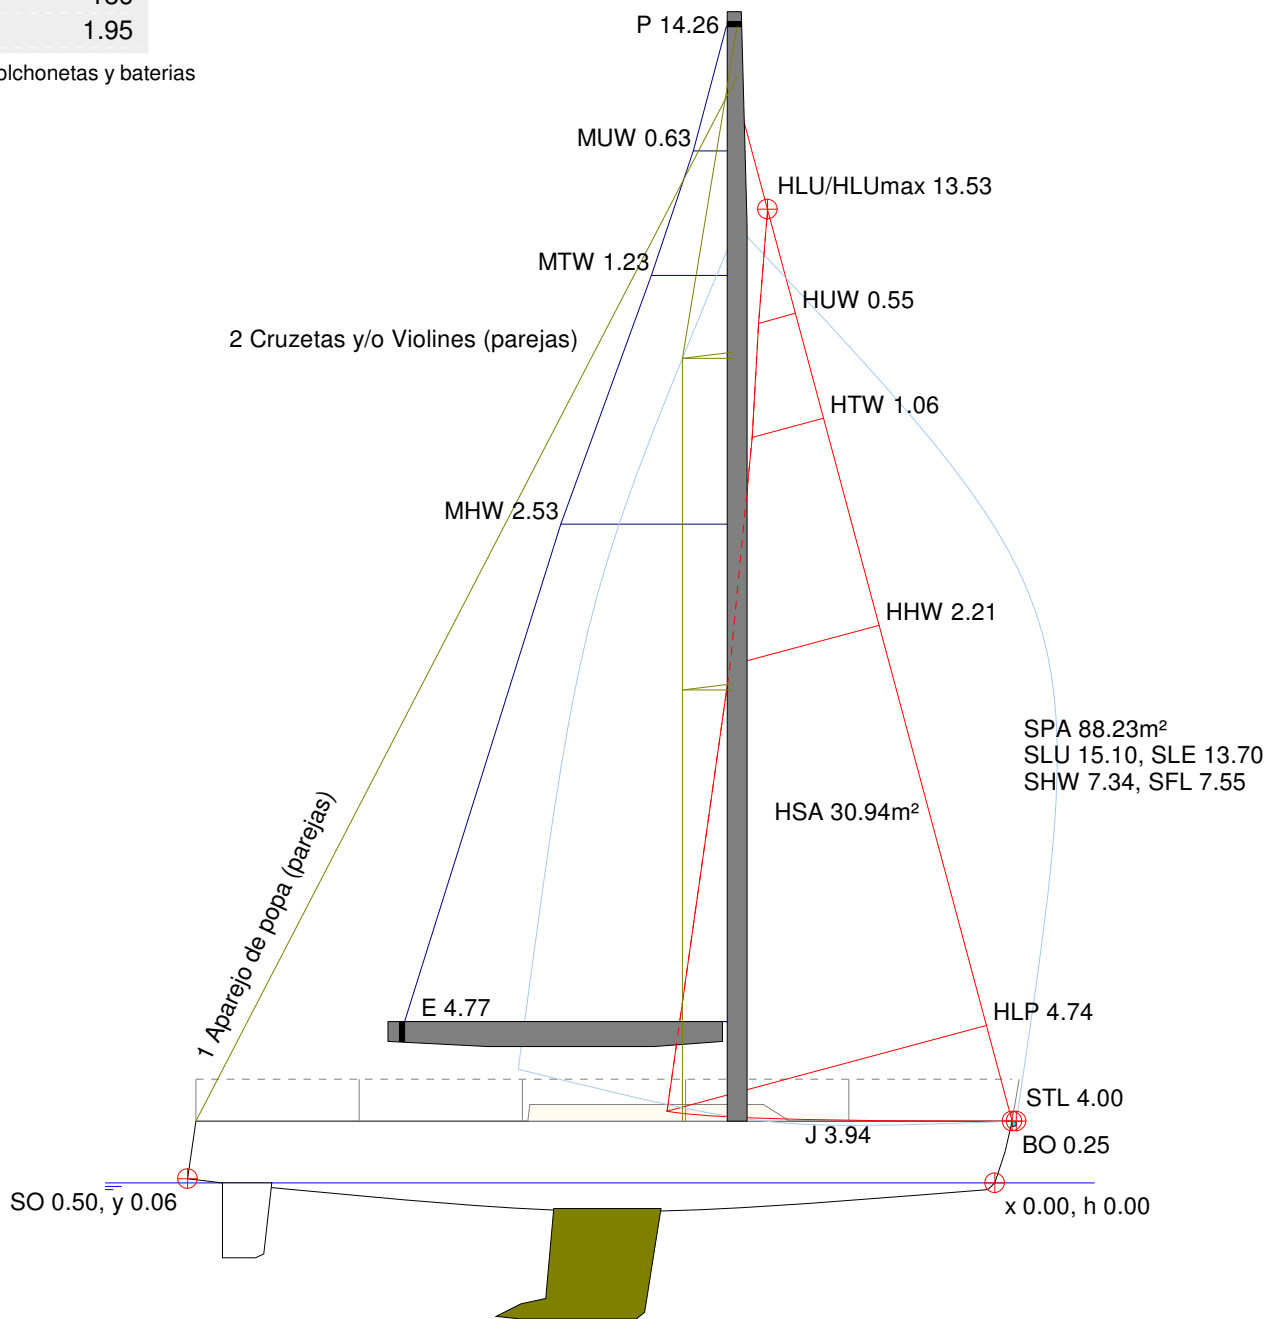 1.95
P 14.26
MUW 0.63
HLU/HLUmax 13.53
MTW 1.23
HUW 0.55
2 Cruzetas y/o Violines (parejas)
HTW 1.06
MHW 2.53
HHW 2.21
SPA 88.23m²
SLU 15.10, SLE 13.70
SHW 7.34, SFL 7.55
HSA 30.94m²
1 Aparejo de popa (parejas)
E 4.77
HLP 4.74
STL 4.00
J 3.94
BO 0.25
SO 0.50, y 0.06
x 0.00, h 0.00
y baterias